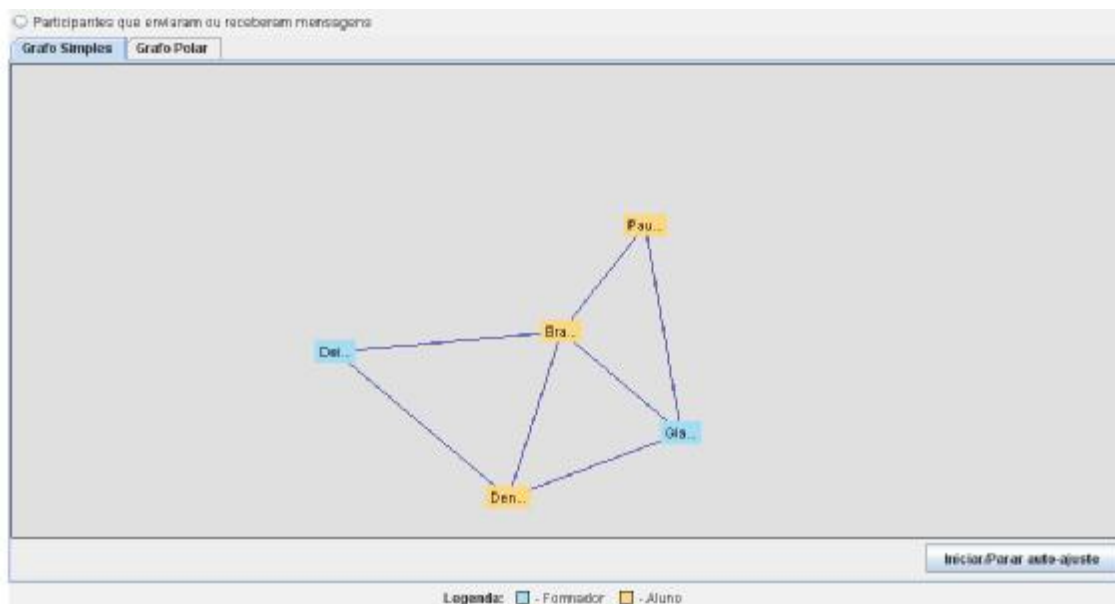 Participantes que enviaram ou receberam mensagens
Grafo Simples Grafo Polar
Pau...
Bra...
Dei...
Gla...
Den...
Iniciar/Parar auto-ajuste
Legenda: - Formador - Aluno